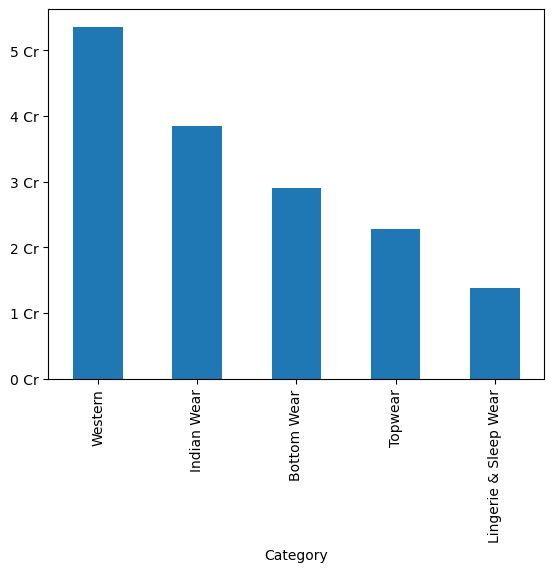 5 Cr
4 Cr
3 Cr
2 Cr
1 Cr
0 Cr
Western
Indian Wear
Bottom Wear
Topwear
Lingerie & Sleep Wear
Category